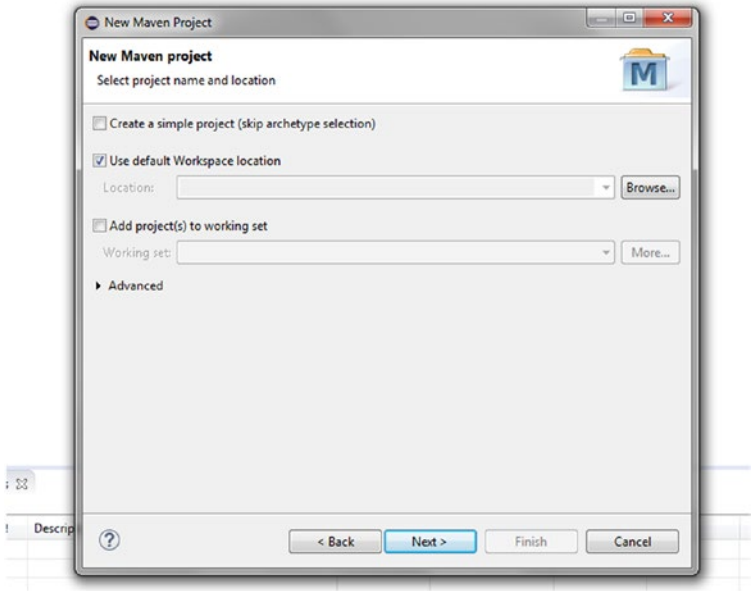 New Maven Project
New Maven project
Select project name and location
M
Create a simple project (skip archetype selection)
Use default Workspace location
Location:
Browse...
Add project(s) to working set
Working set:
More...
Advanced
Descrip
?
< Back
Next >
Finish
Cancel